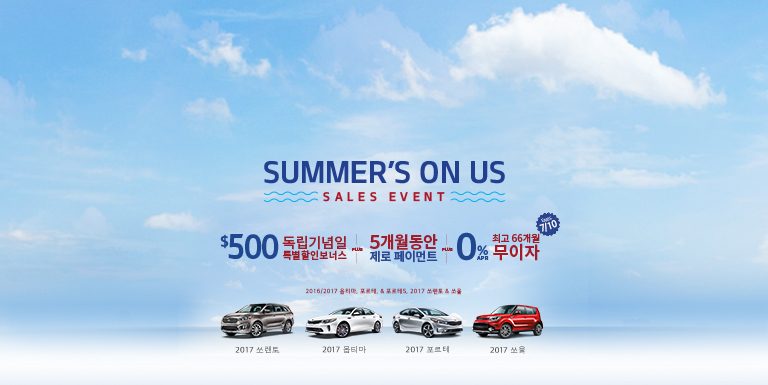 SUMMER'S ON US
SALES EVENT
$500 독립기념일 특별할인보너스 PLUS 5개월동안 제로 페이먼트 PLUS 0% APR 최고 66개월 무이자
7/10
2016/2017 옵티마, 포르테, & 포르테5, 2017 쏘렌토 & 쏘울
2017 쏘렌토
2017 옵티마
2017 포르테
2017 쏘울